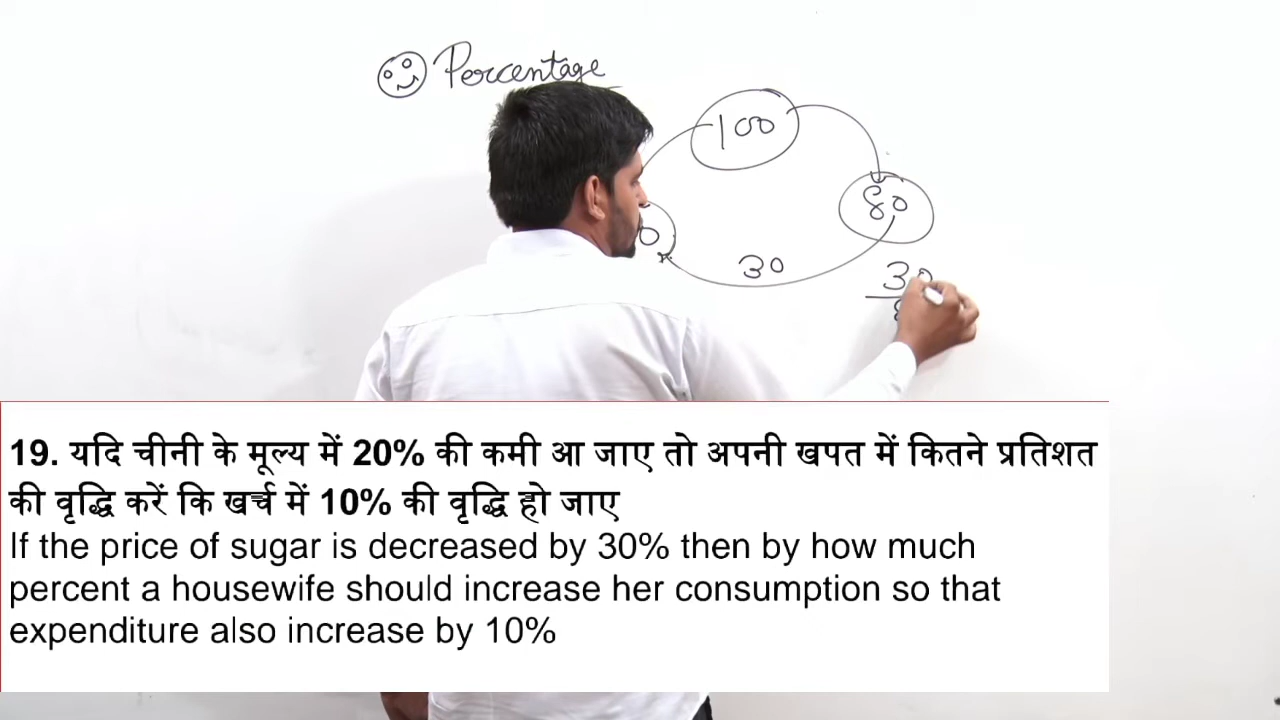 Percentage
100
80
0
30
30
19. यदि चीनी के मूल्य में 20% की कमी आ जाए तो अपनी खपत में कितने प्रतिशत
की वृद्धि करें कि खर्च में 10% की वृद्धि हो जाए
If the price of sugar is decreased by 30% then by how much
percent a housewife should increase her consumption so that
expenditure also increase by 10%